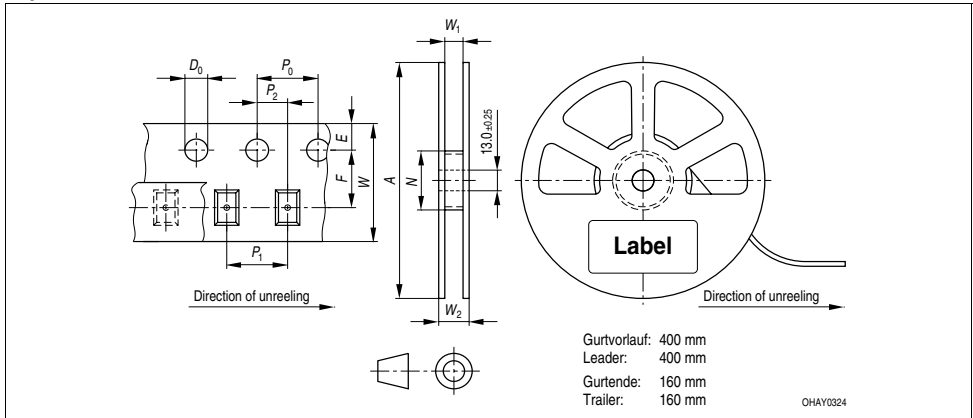 W1
D0
P0
P2
E
F
W
A
N
13.0±0.25
P1
Label
Direction of unreeling
W2
Direction of unreeling
Gurtvorlauf: 400 mm
Leader: 400 mm
Gurtende: 160 mm
Trailer: 160 mm
OHAY0324